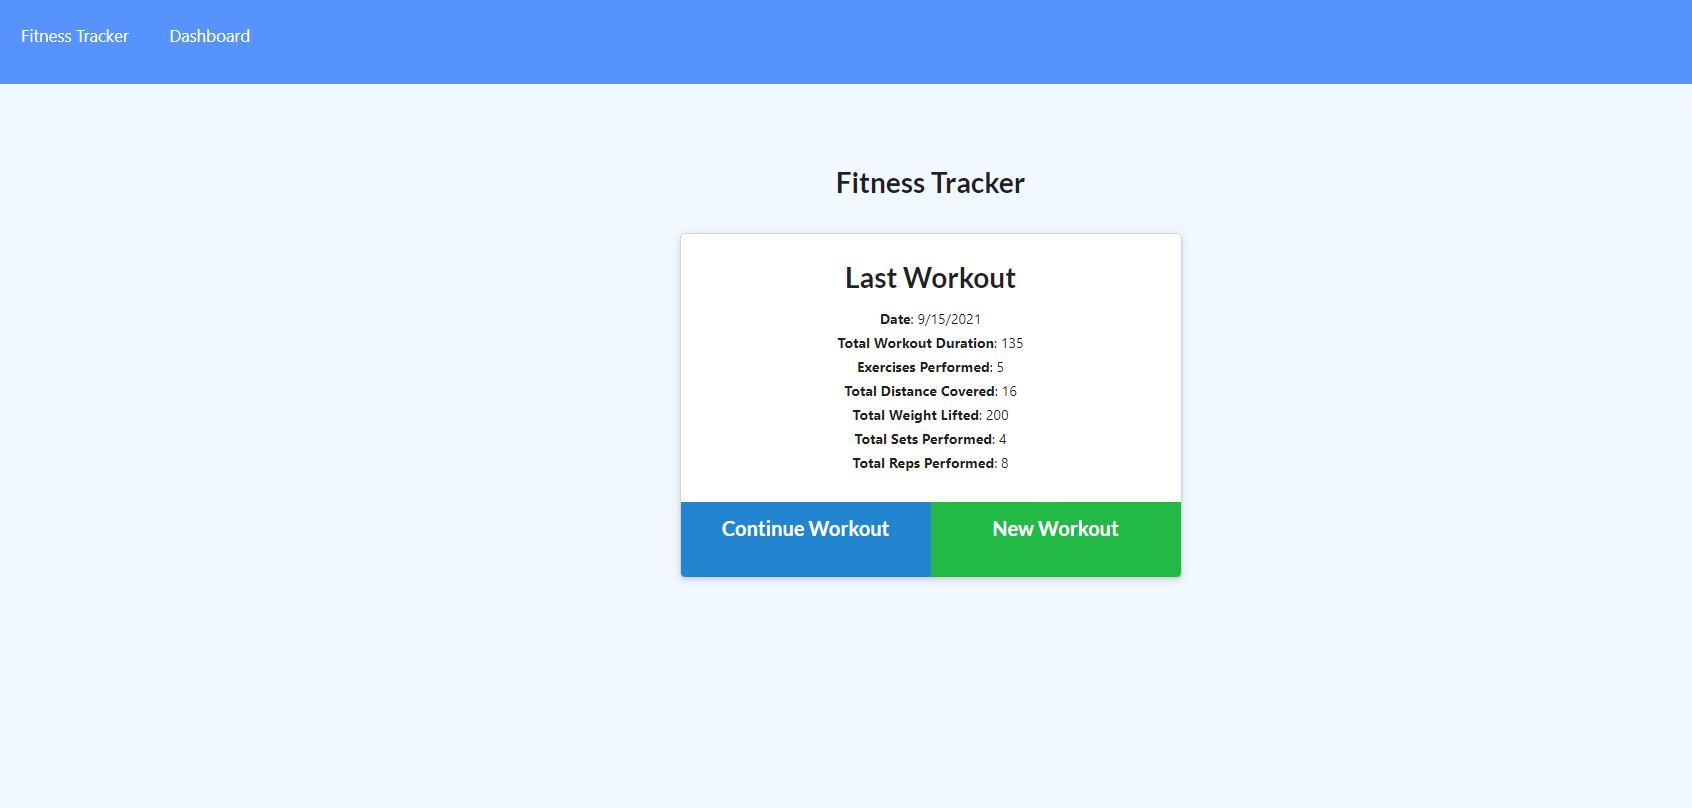 Fitness Tracker Dashboard
Fitness Tracker
Last Workout
Date: 9/15/2021
Total Workout Duration: 135
Exercises Performed: 5
Total Distance Covered: 16
Total Weight Lifted: 200
Total Sets Performed: 4
Total Reps Performed: 8
Continue Workout New Workout